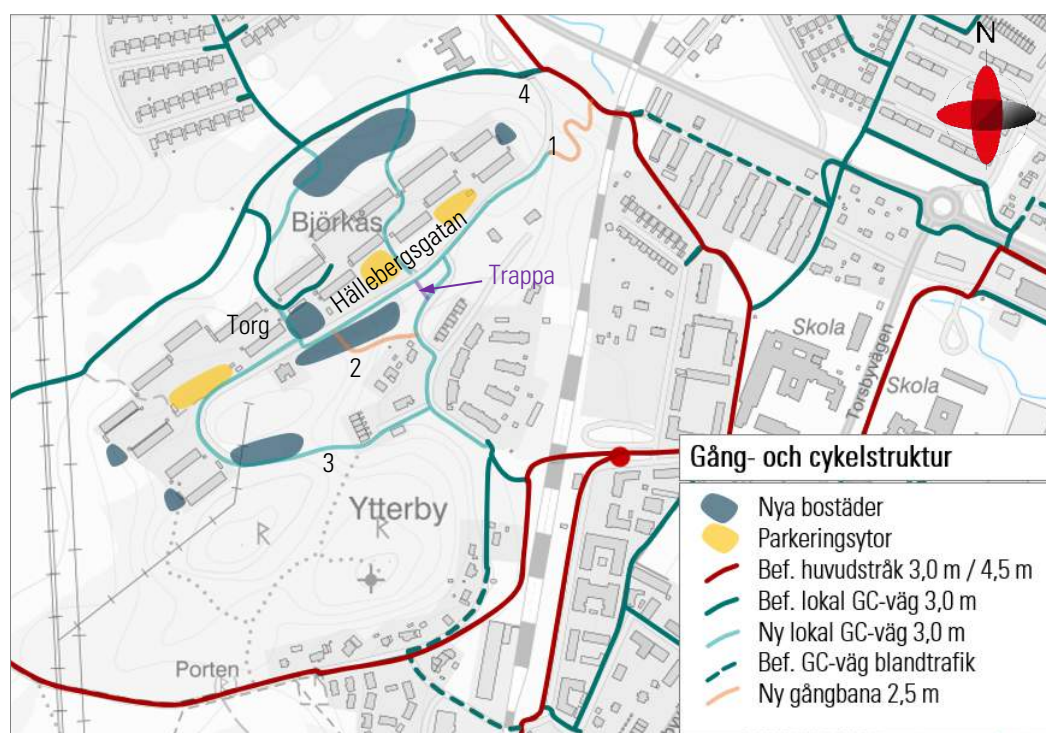 N
4
1
Björkås
Hällebergsgatan
Trappa
Torg
2
3
Skola
Torsbyvägen
Skola
Ytterby
Porten
Gång- och cykelstruktur
Nya bostäder
Parkeringsytor
Bef. huvudstråk 3,0 m / 4,5 m
Bef. lokal GC-väg 3,0 m
Ny lokal GC-väg 3,0 m
Bef. GC-väg blandtrafik
Ny gångbana 2,5 m